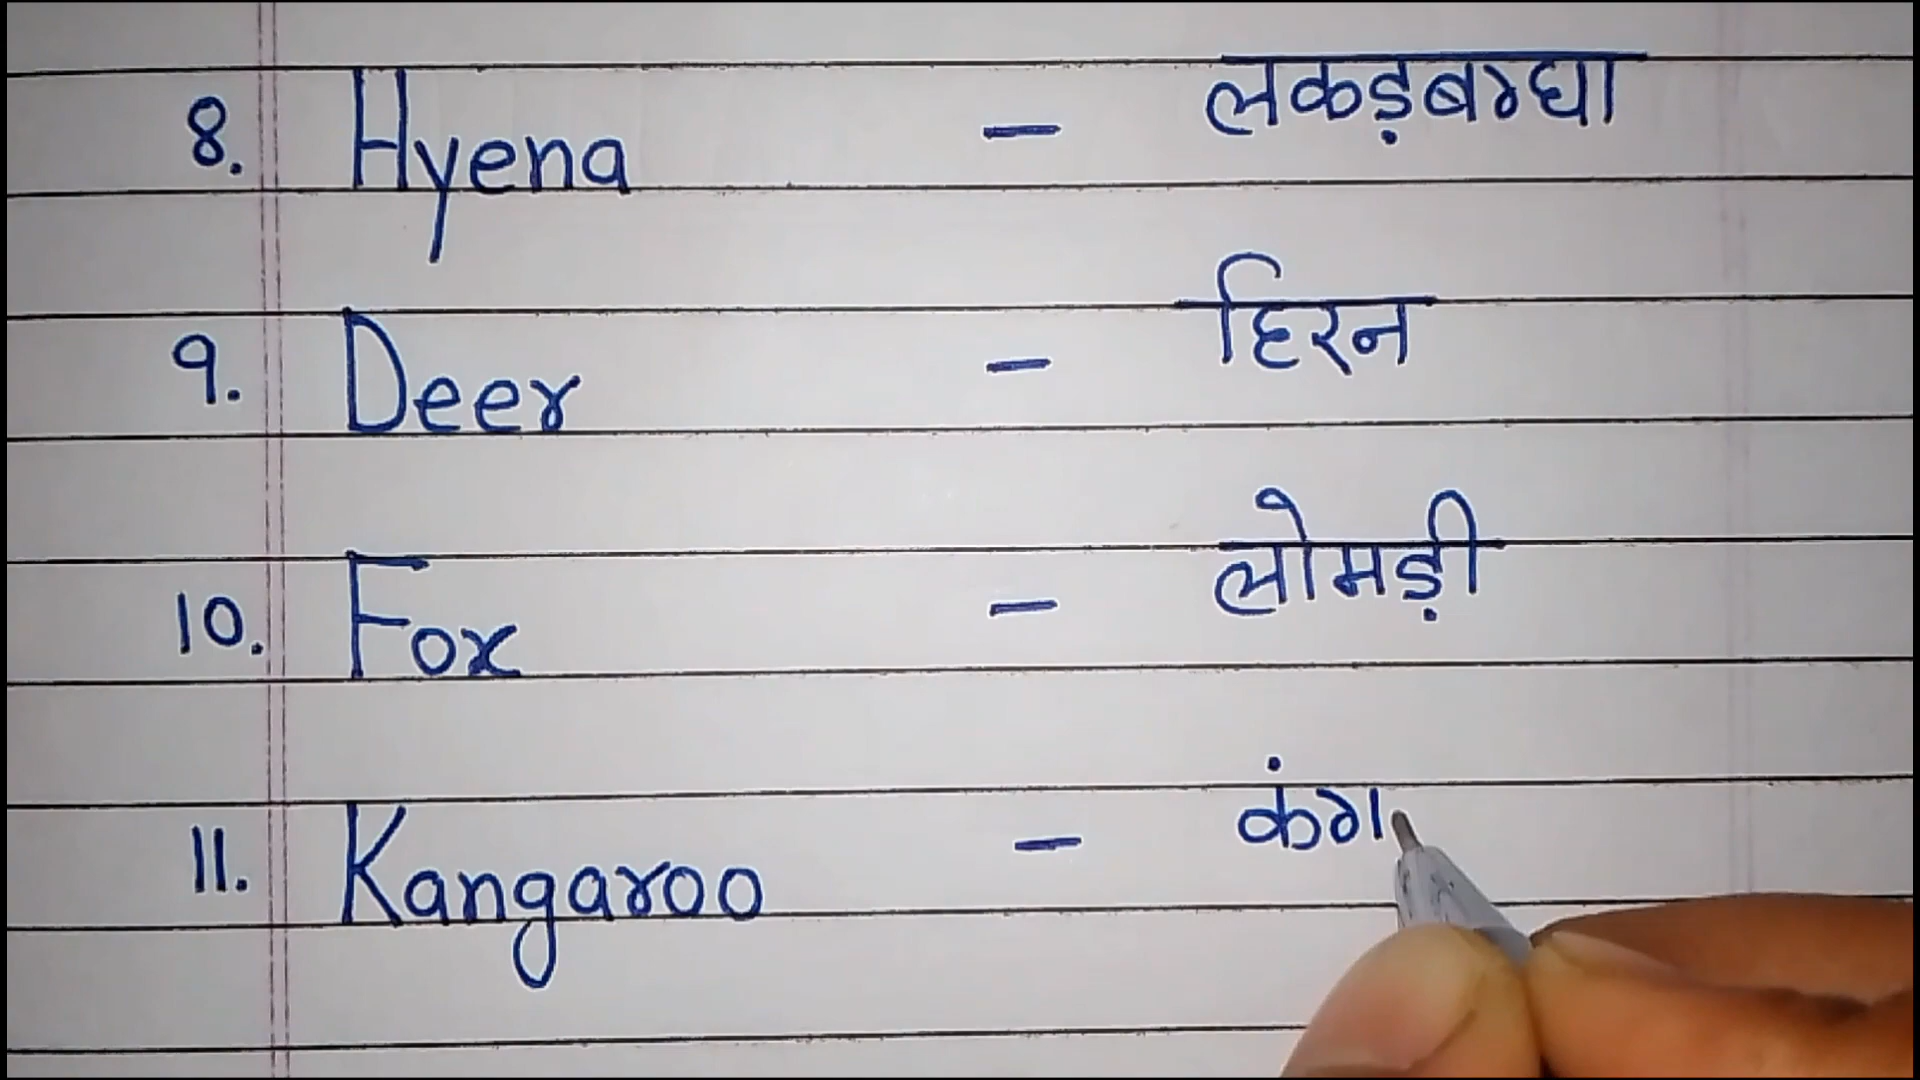 8. Hyena - लकड़बग्घा
9. Deer - हिरन
10. Fox - लोमड़ी
11. Kangaroo - कंग